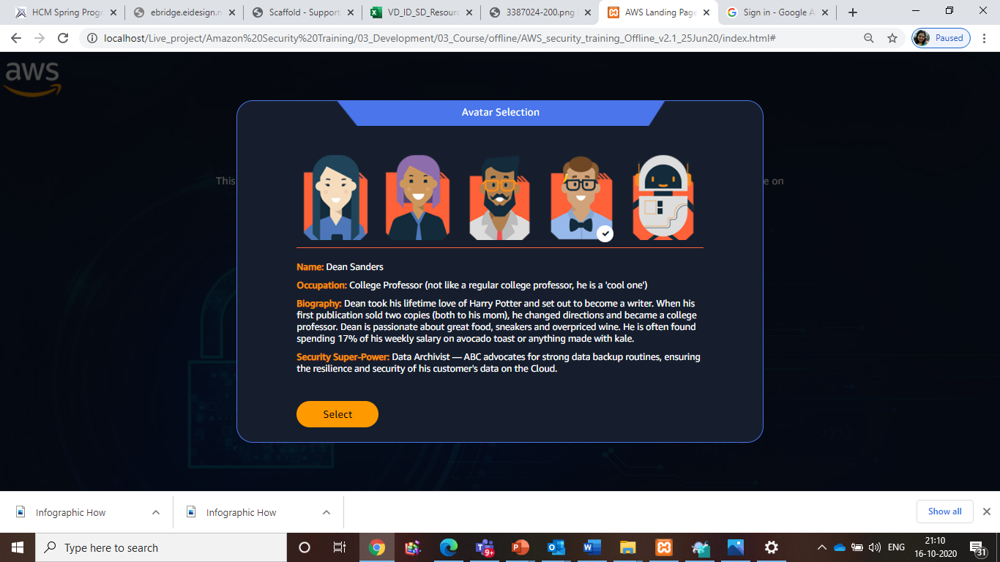 HCM Spring Progr
ebridge.eidesign.n
Scaffold - Support
VD_ID_SD_Resourc
3387024-200.png
AWS Landing Page
Sign in - Google A
localhost/Live_project/Amazon%20Security%20Training/03_Development/03_Course/offline/AWS_security_training_Offline_v2.1_25Jun20/index.html#
Paused
aws
Avatar Selection
This
e on
Name: Dean Sanders
Occupation: College Professor (not like a regular college professor, he is a 'cool one')
Biography: Dean took his lifetime love of Harry Potter and set out to become a writer. When his
first publication sold two copies (both to his mom), he changed directions and became a college
professor. Dean is passionate about great food, sneakers and overpriced wine. He is often found
spending 17% of his weekly salary on avocado toast or anything made with kale.
Security Super-Power: Data Archivist — ABC advocates for strong data backup routines, ensuring
the resilience and security of his customer's data on the Cloud.
Select
Infographic How
Infographic How
Show all
Type here to search
9+
ENG
21:10
16-10-2020
31